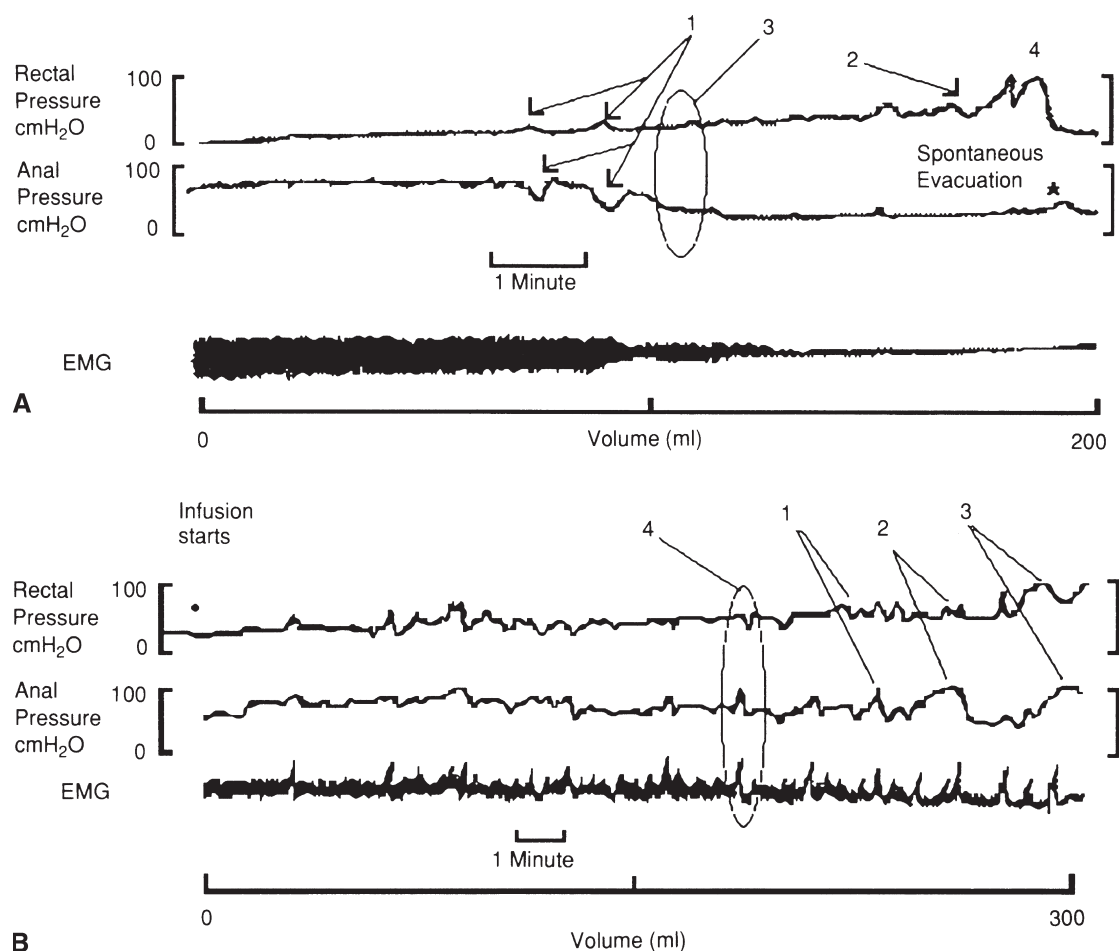 1
3
2
4
Rectal
Pressure
cmH₂O
100
0
Anal
Pressure
cmH₂O
100
0
Spontaneous
Evacuation
1 Minute
EMG
A
0
Volume (ml)
200
Infusion
starts
4
1
2
3
Rectal
Pressure
cmH₂O
100
0
Anal
Pressure
cmH₂O
100
0
EMG
1 Minute
0
300
Volume (ml)
B